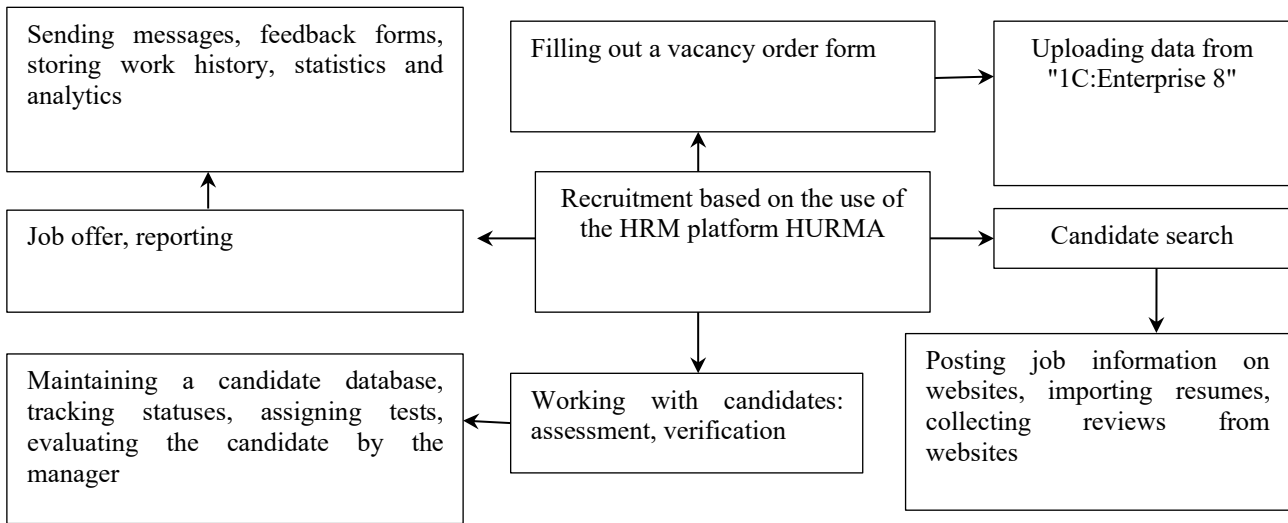 Sending messages, feedback forms,
storing work history, statistics and
analytics
Filling out a vacancy order form
Uploading data from
"1C:Enterprise 8"
Job offer, reporting
Recruitment based on the use of
the HRM platform HURMA
Candidate search
Maintaining a candidate database,
tracking statuses, assigning tests,
evaluating the candidate by the
manager
Working with candidates:
assessment, verification
Posting job information on
websites, importing resumes,
collecting reviews from
websites